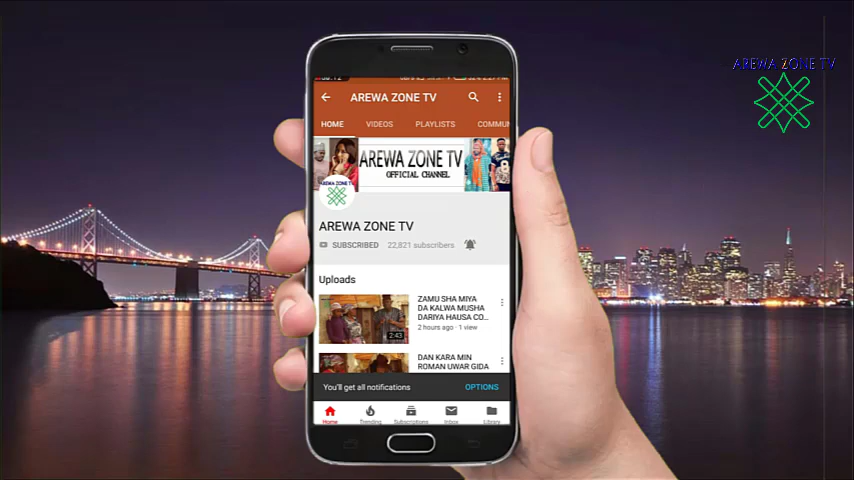 AREWA ZONE TV
AREWA ZONE TV
HOME VIDEOS PLAYLISTS COMMUN
AREWA ZONE TV
OFFICIAL CHANNEL
AREWA ZONE TV
AREWA ZONE TV
SUBSCRIBED 22,821 subscribers
Uploads
ZAMU SHA MIYA
DA KALWA MUSHA
DARIYA HAUSA CO...
2 hours ago · 1 view
2:43
DAN KARA MIN
ROMAN UWAR GIDA
You'll get all notifications OPTIONS
Home Trending Subscriptions Inbox Library